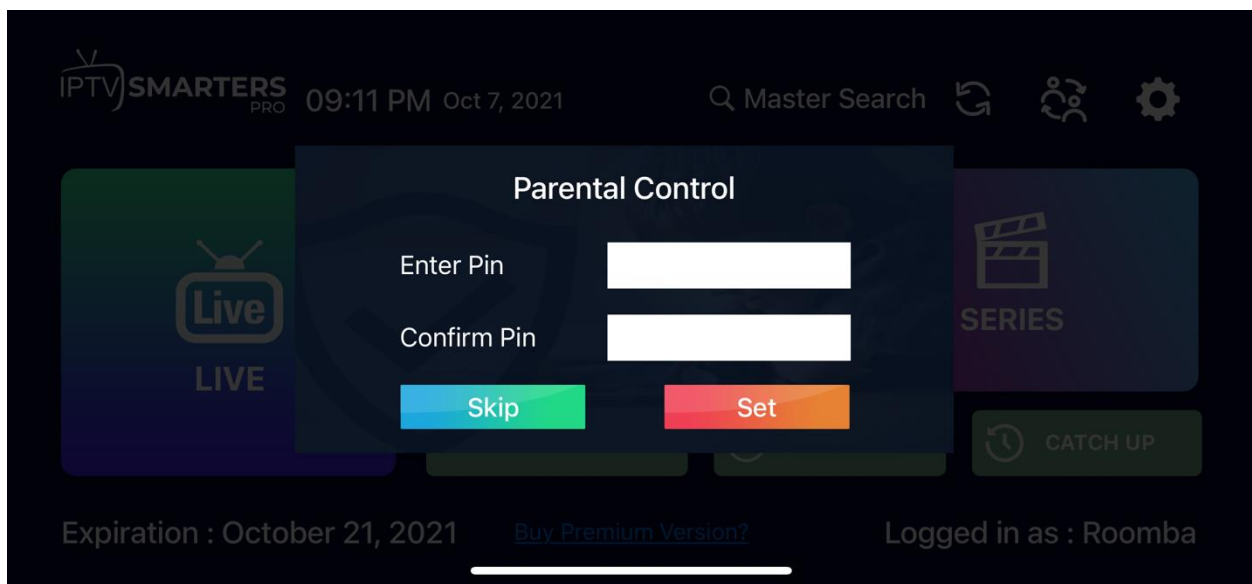 IPTV SMARTERS
PRO
09:11 PM Oct 7, 2021
Master Search
Parental Control
Enter Pin
Confirm Pin
Skip
Set
Live
LIVE
SERIES
CATCH UP
Expiration : October 21, 2021
Buy Premium Version?
Logged in as : Roomba